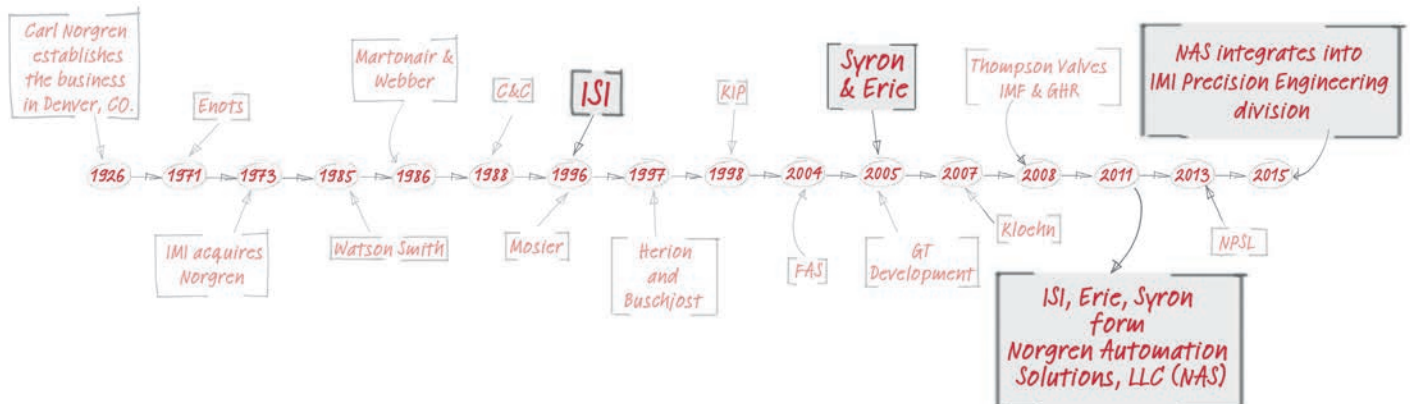 Carl Norgren
establishes
the business
in Denver, CO.
Enots
Martonair &
Webber
C&C
ISI
KIP
Syron
& Erie
Thompson Valves
IMF & GHR
NAS integrates into
IMI Precision Engineering
division
1926
1971
1973
1985
1986
1988
1996
1997
1998
2004
2005
2007
2008
2011
2013
2015
IMI acquires
Norgren
Watson Smith
Mosier
Herion
and
Buschjost
FAS
GT
Development
Kloehn
ISI, Erie, Syron
form
Norgren Automation
Solutions, LLC (NAS)
NPSL